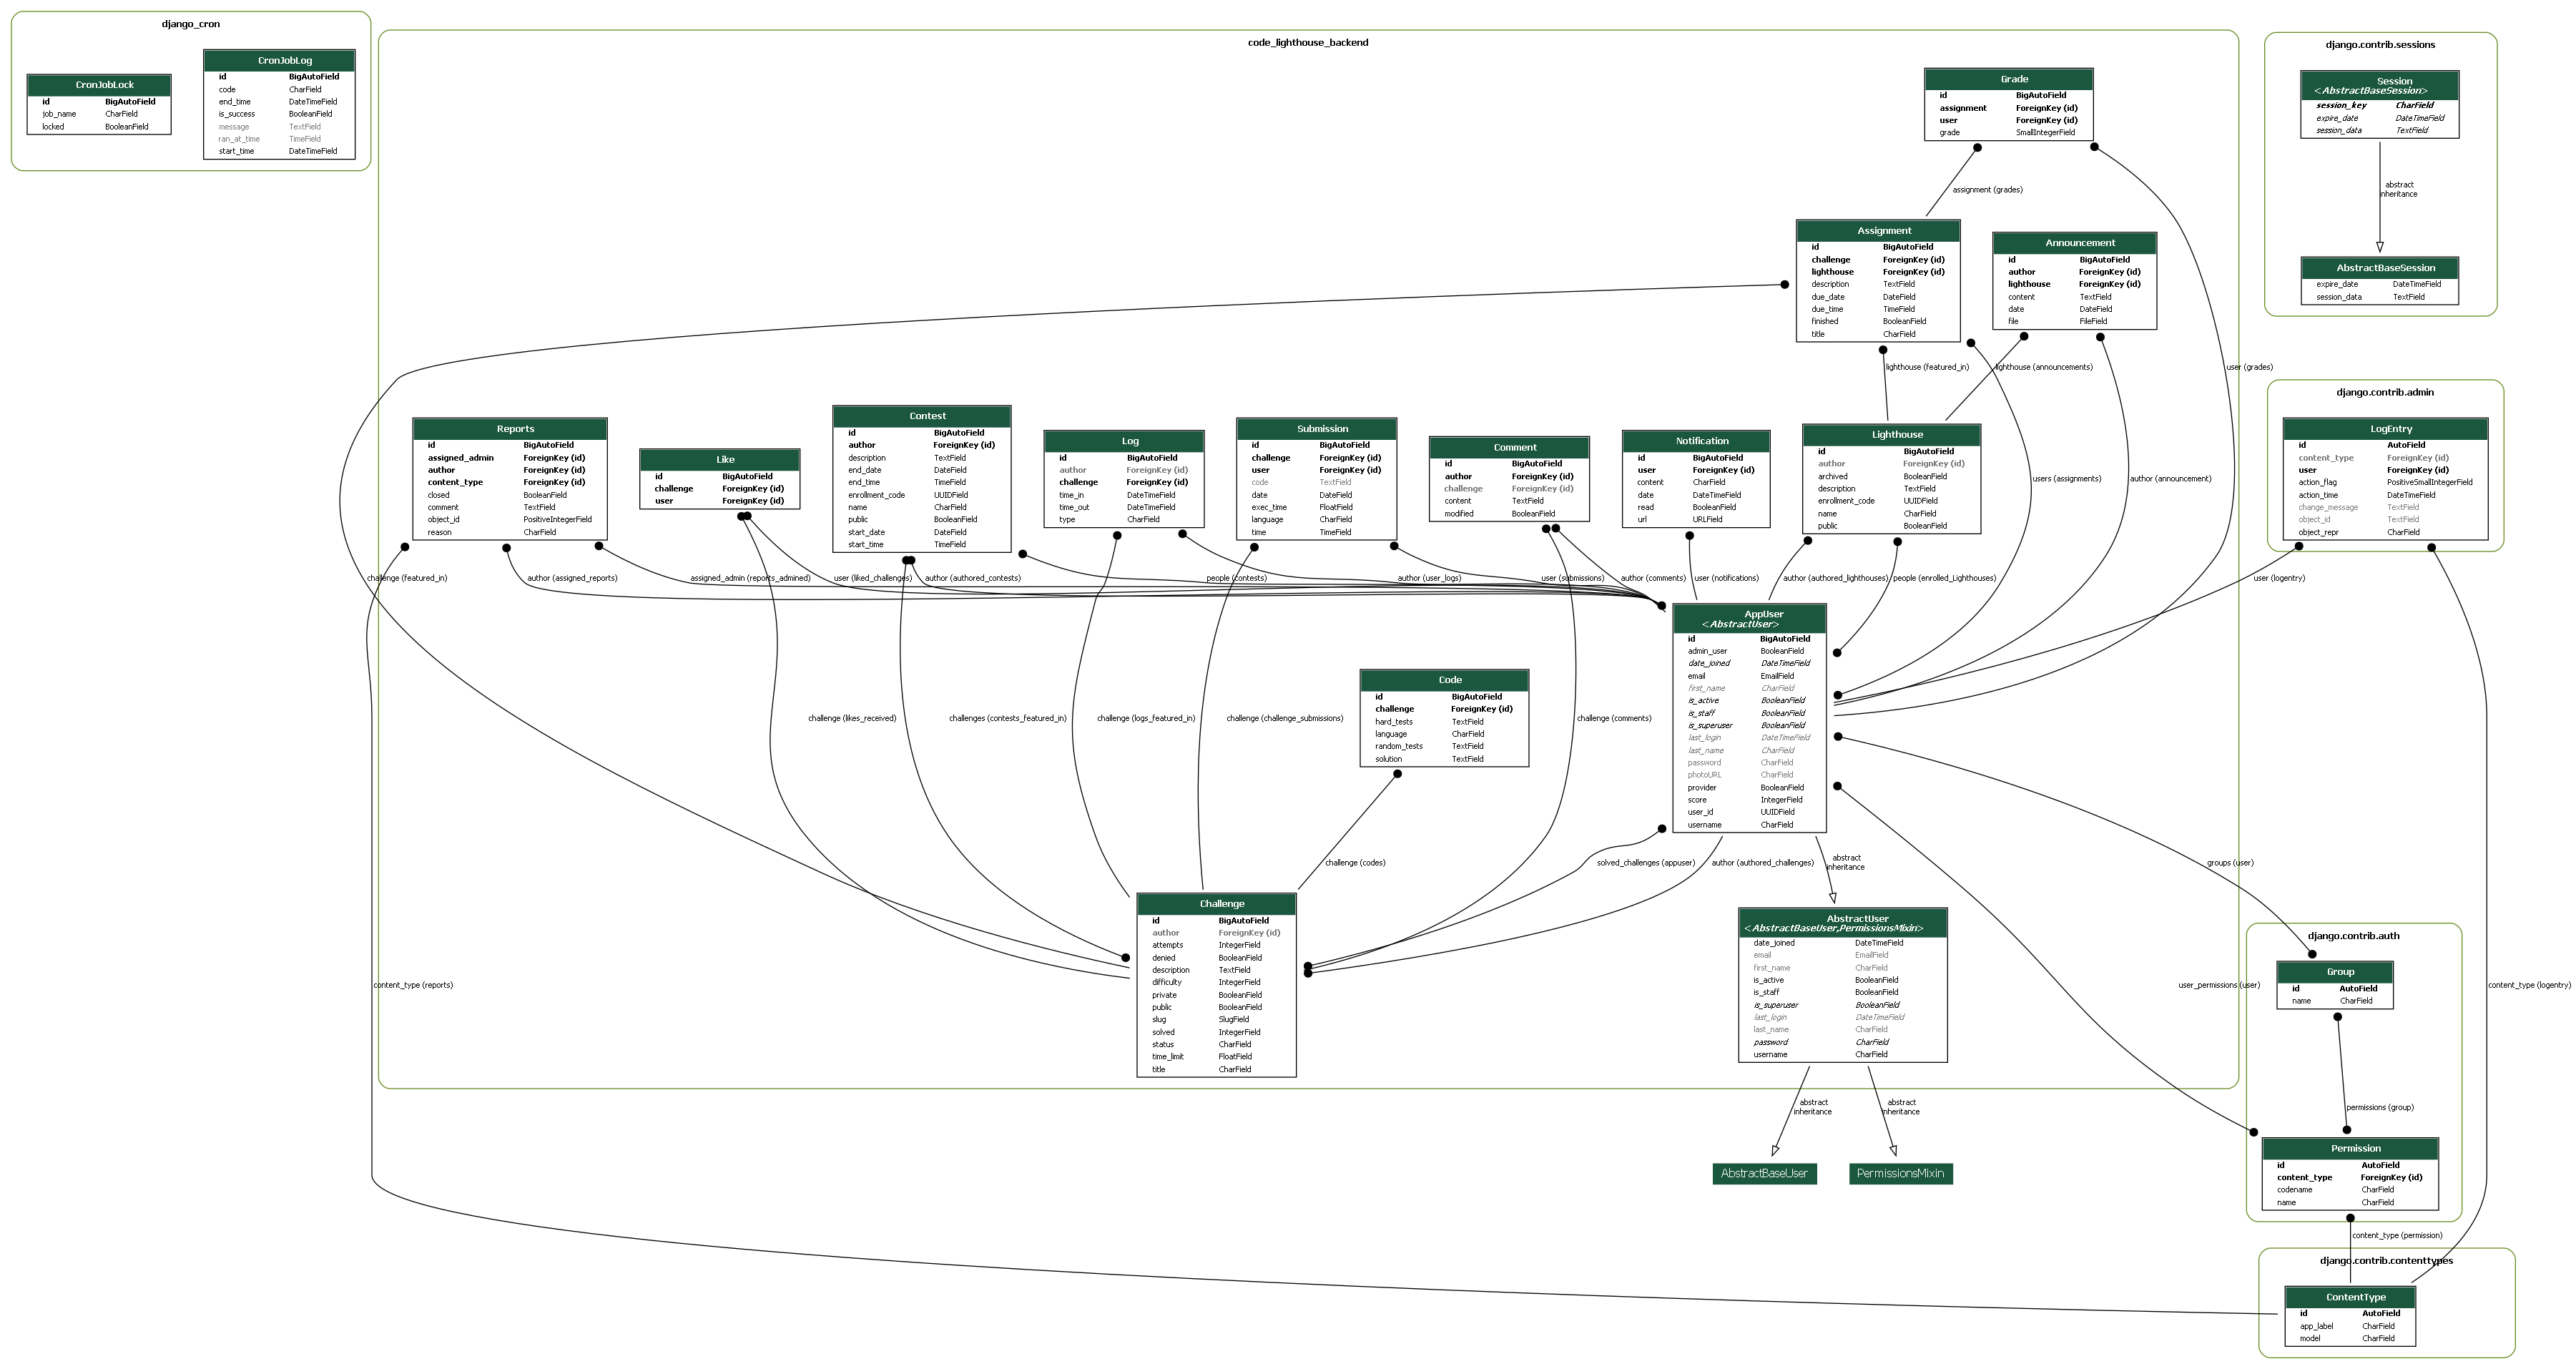 django_cron
CronJobLock
id BigAutoField
job_name CharField
locked BooleanField
CronJobLog
id BigAutoField
code CharField
end_time DateTimeField
is_success BooleanField
message TextField
ran_at_time TimeField
start_time DateTimeField
code_lighthouse_backend
Grade
id BigAutoField
assignment ForeignKey (id)
user ForeignKey (id)
grade SmallIntegerField
assignment (grades)
Assignment
id BigAutoField
challenge ForeignKey (id)
lighthouse ForeignKey (id)
description TextField
due_date DateField
due_time TimeField
finished BooleanField
title CharField
Announcement
id BigAutoField
author ForeignKey (id)
lighthouse ForeignKey (id)
content TextField
date DateField
file FileField
lighthouse (featured_in)
lighthouse (announcements)
user (grades)
Reports
id BigAutoField
assigned_admin ForeignKey (id)
author ForeignKey (id)
content_type ForeignKey (id)
closed BooleanField
comment TextField
object_id PositiveIntegerField
reason CharField
Like
id BigAutoField
challenge ForeignKey (id)
user ForeignKey (id)
Contest
id BigAutoField
author ForeignKey (id)
description TextField
end_date DateField
end_time TimeField
enrollment_code UUIDField
name CharField
public BooleanField
start_date DateField
start_time TimeField
Log
id BigAutoField
author ForeignKey (id)
challenge ForeignKey (id)
time_in DateTimeField
time_out DateTimeField
type CharField
Submission
id BigAutoField
challenge ForeignKey (id)
user ForeignKey (id)
code TextField
date DateField
exec_time FloatField
language CharField
time TimeField
Comment
id BigAutoField
author ForeignKey (id)
challenge ForeignKey (id)
content TextField
modified BooleanField
Notification
id BigAutoField
user ForeignKey (id)
content CharField
date DateTimeField
read BooleanField
url URLField
Lighthouse
id BigAutoField
author ForeignKey (id)
archived BooleanField
description TextField
enrollment_code UUIDField
name CharField
public BooleanField
users (assignments)
author (announcement)
challenge (featured_in)
author (assigned_reports)
assigned_admin (reports_admined)
user (liked_challenges)
author (authored_contests)
people (contests)
author (user_logs)
user (submissions)
author (comments)
user (notifications)
author (authored_lighthouses)
people (enrolled_Lighthouses)
AppUser
<AbstractUser>
id BigAutoField
admin_user BooleanField
date_joined DateTimeField
email EmailField
first_name CharField
is_active BooleanField
is_staff BooleanField
is_superuser BooleanField
last_login DateTimeField
last_name CharField
password CharField
photoURL CharField
provider BooleanField
score IntegerField
user_id UUIDField
username CharField
Code
id BigAutoField
challenge ForeignKey (id)
hard_tests TextField
language CharField
random_tests TextField
solution TextField
challenge (likes_received)
challenges (contests_featured_in)
challenge (logs_featured_in)
challenge (challenge_submissions)
challenge (comments)
challenge (codes)
solved_challenges (appuser)
author (authored_challenges)
abstract
inheritance
Challenge
id BigAutoField
author ForeignKey (id)
attempts IntegerField
denied BooleanField
description TextField
difficulty IntegerField
private BooleanField
public BooleanField
slug SlugField
solved IntegerField
status CharField
time_limit FloatField
title CharField
AbstractUser
<AbstractBaseUser,PermissionsMixin>
date_joined DateTimeField
email EmailField
first_name CharField
is_active BooleanField
is_staff BooleanField
is_superuser BooleanField
last_login DateTimeField
last_name CharField
password CharField
username CharField
content_type (reports)
abstract
inheritance
abstract
inheritance
AbstractBaseUser
PermissionsMixin
django.contrib.sessions
Session
<AbstractBaseSession>
session_key CharField
expire_date DateTimeField
session_data TextField
abstract
inheritance
AbstractBaseSession
expire_date DateTimeField
session_data TextField
django.contrib.admin
LogEntry
id AutoField
content_type ForeignKey (id)
user ForeignKey (id)
action_flag PositiveSmallIntegerField
action_time DateTimeField
change_message TextField
object_id TextField
object_repr CharField
user (logentry)
groups (user)
django.contrib.auth
Group
id AutoField
name CharField
user_permissions (user)
content_type (logentry)
permissions (group)
Permission
id AutoField
content_type ForeignKey (id)
codename CharField
name CharField
content_type (permission)
django.contrib.contenttypes
ContentType
id AutoField
app_label CharField
model CharField